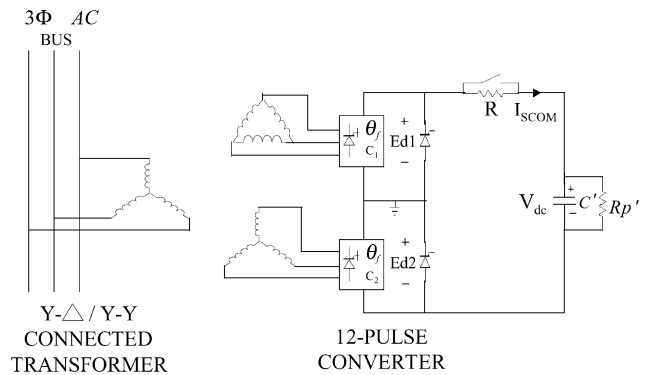 3Φ AC
BUS
Y-△ / Y-Y
CONNECTED
TRANSFORMER
θf
C1
+
Ed1
−
θf
C2
+
Ed2
−
12-PULSE
CONVERTER
R
ISCOM
Vdc
+
−
C'
Rp'